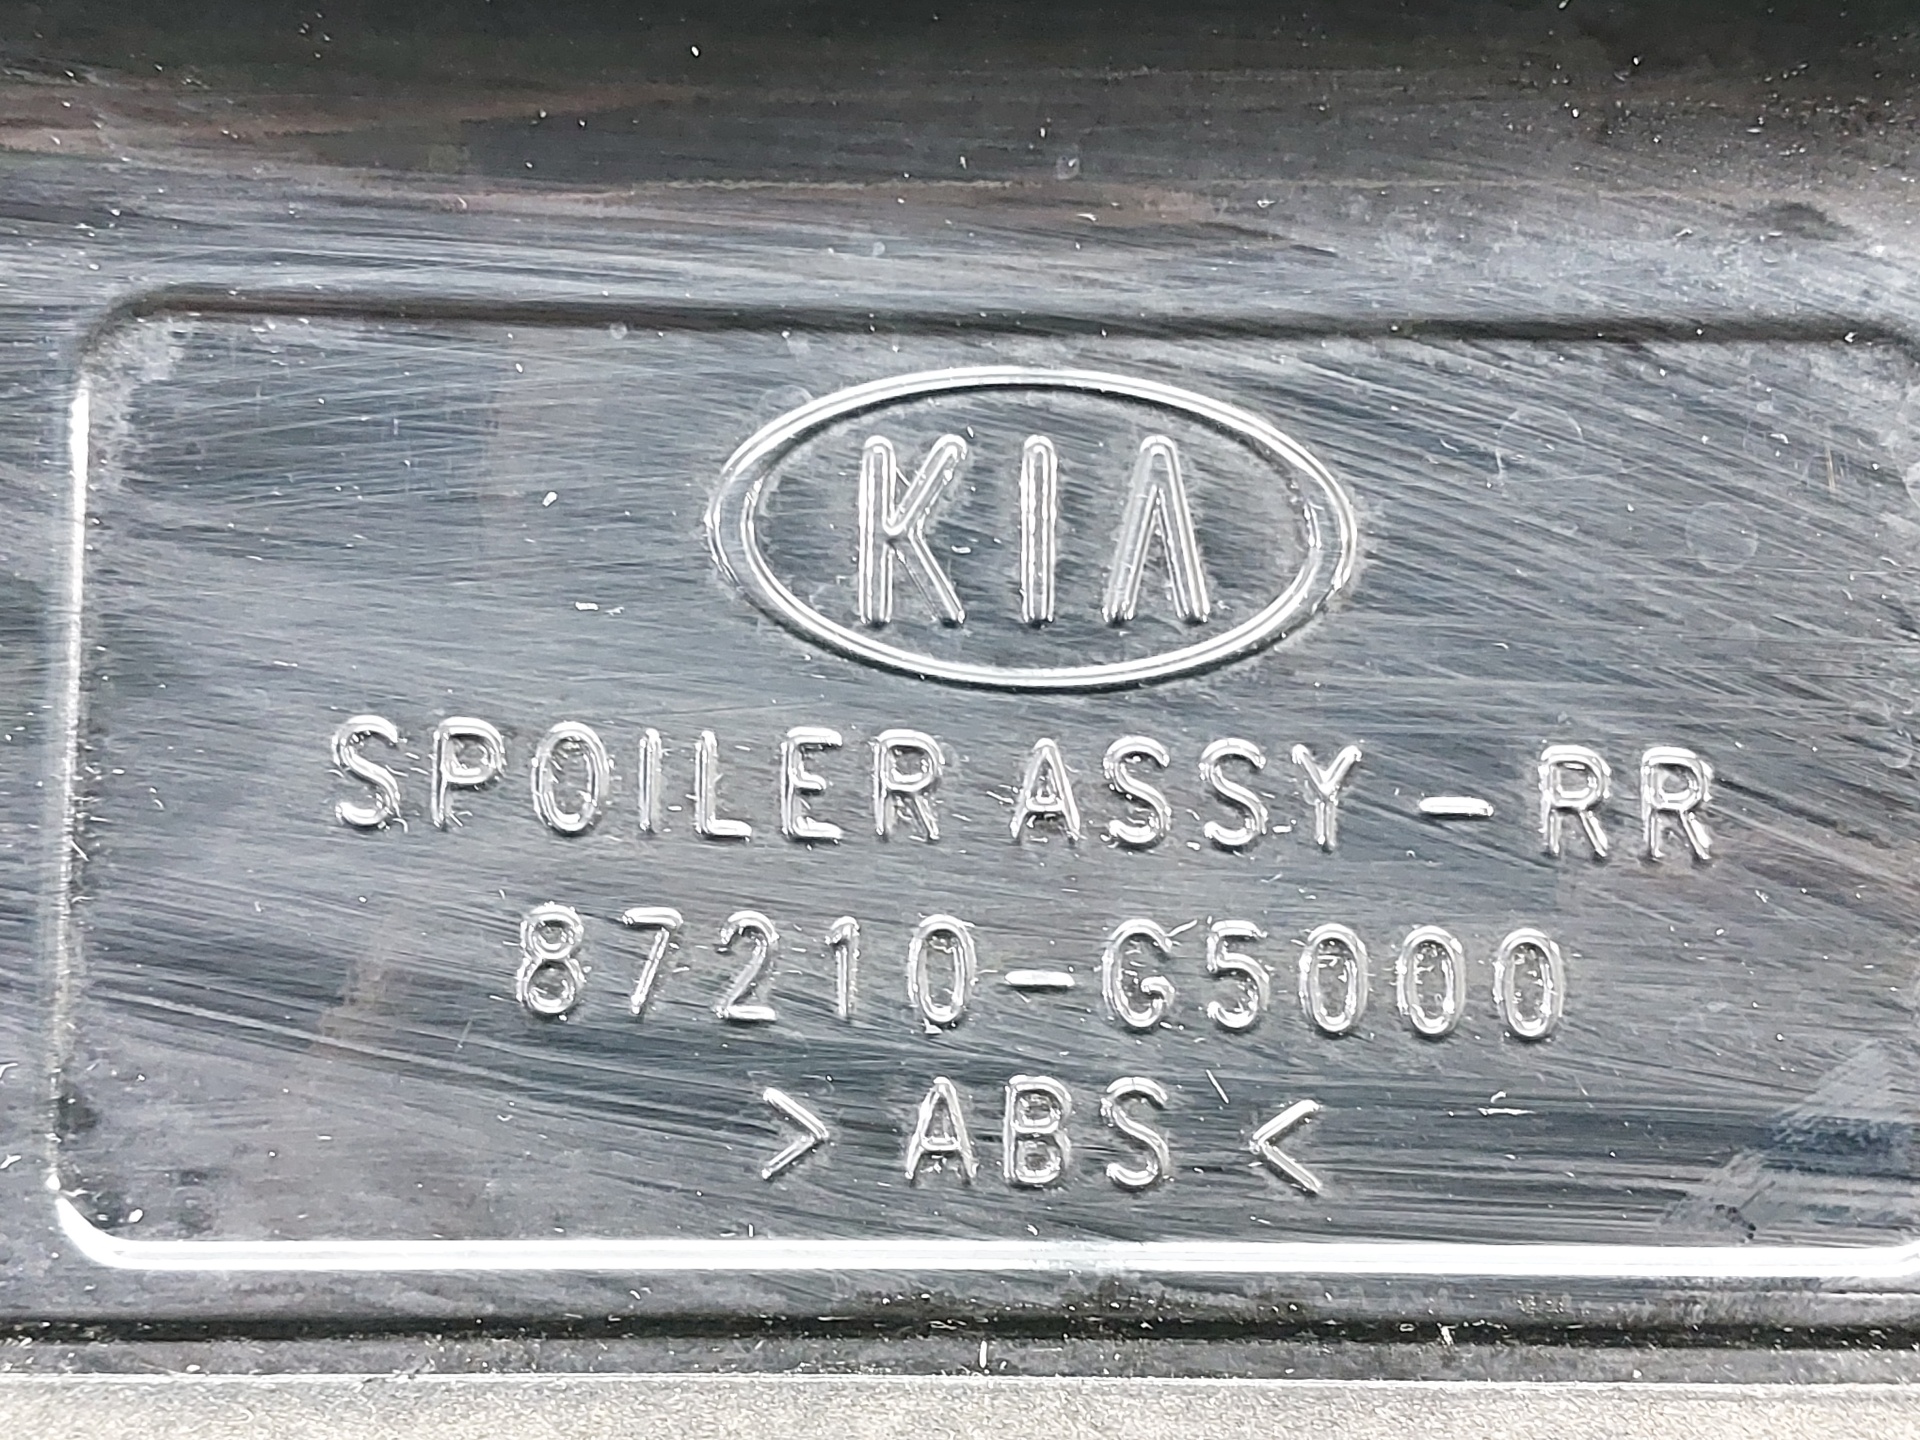 KIA
SPOILER ASSY - RR
87210-G5000
> ABS <